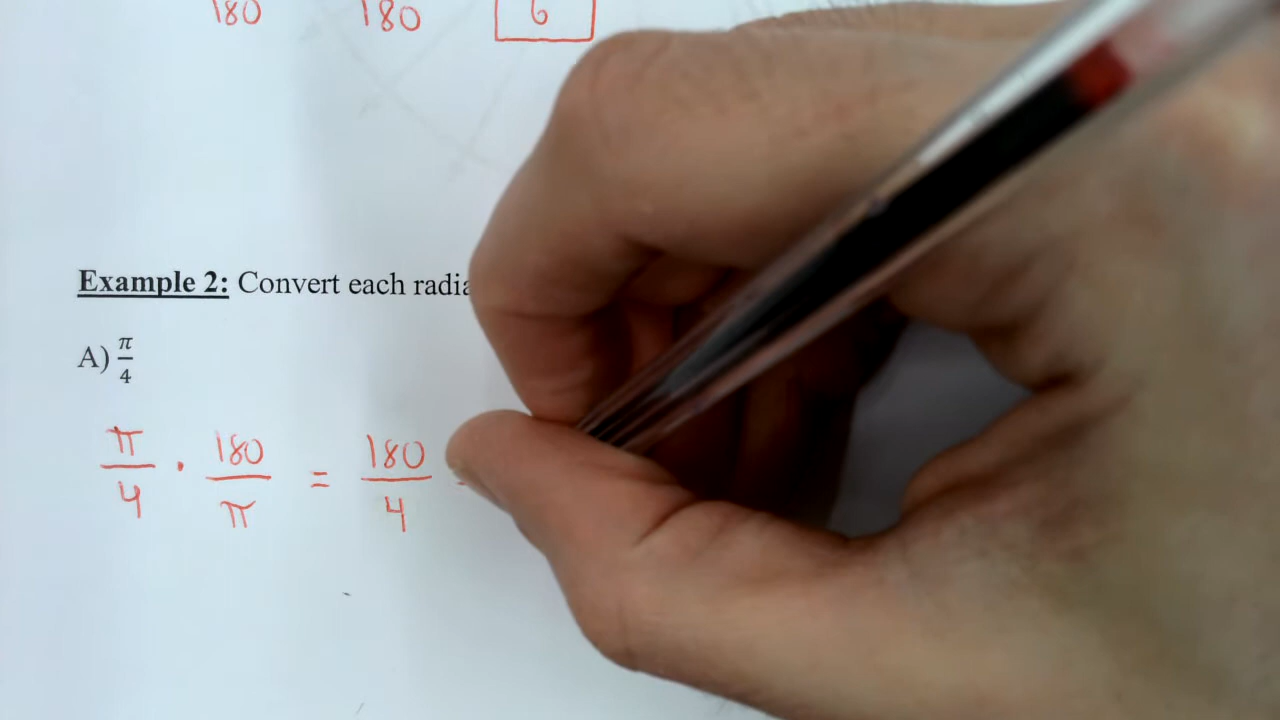 180 180 6
Example 2: Convert each radia
A) π/4
π/4 · 180/π = 180/4